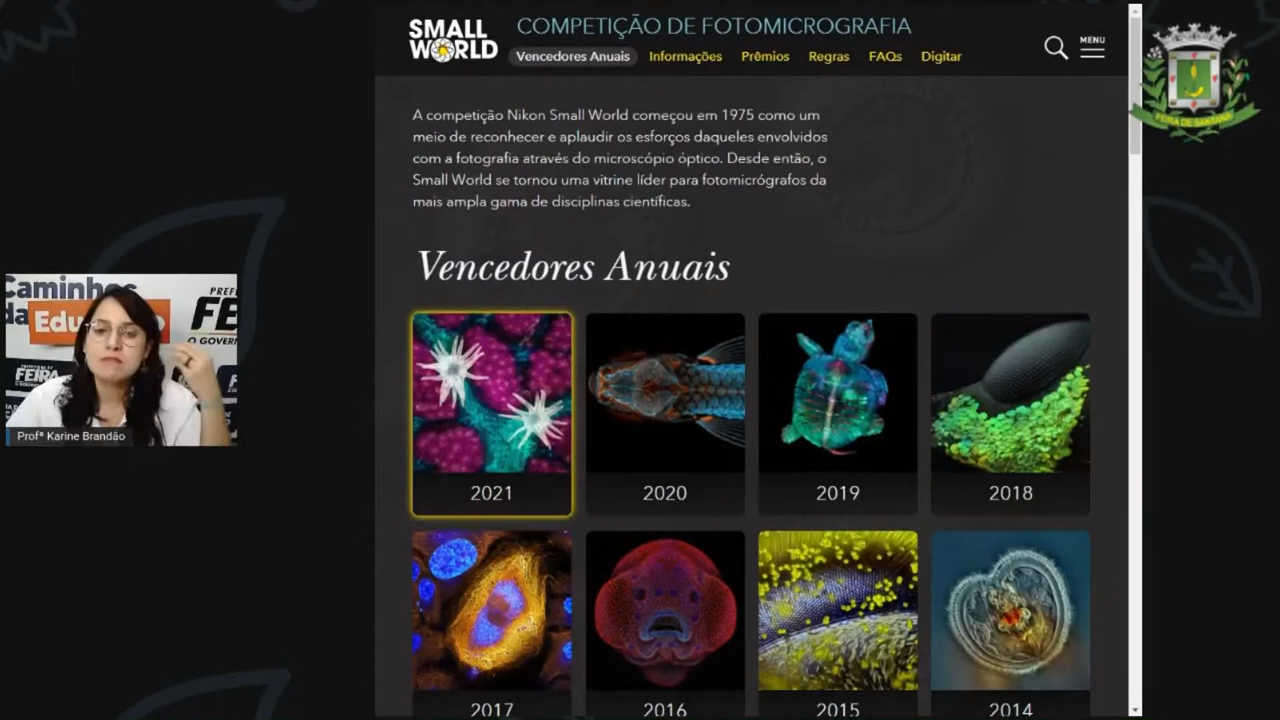 SMALL
WORLD
COMPETIÇÃO DE FOTOMICROGRAFIA
Vencedores Anuais Informações Prêmios Regras FAQs Digitar
MENU
FEIRA DE SANTANA
A competição Nikon Small World começou em 1975 como um
meio de reconhecer e aplaudir os esforços daqueles envolvidos
com a fotografia através do microscópio óptico. Desde então, o
Small World se tornou uma vitrine líder para fotomicrógrafos da
mais ampla gama de disciplinas científicas.
Vencedores Anuais
2021 2020 2019 2018
2017 2016 2015 2014
Caminhos
da Edu
PREF
FE
O GOVERN
FEIRA
Profª Karine Brandão